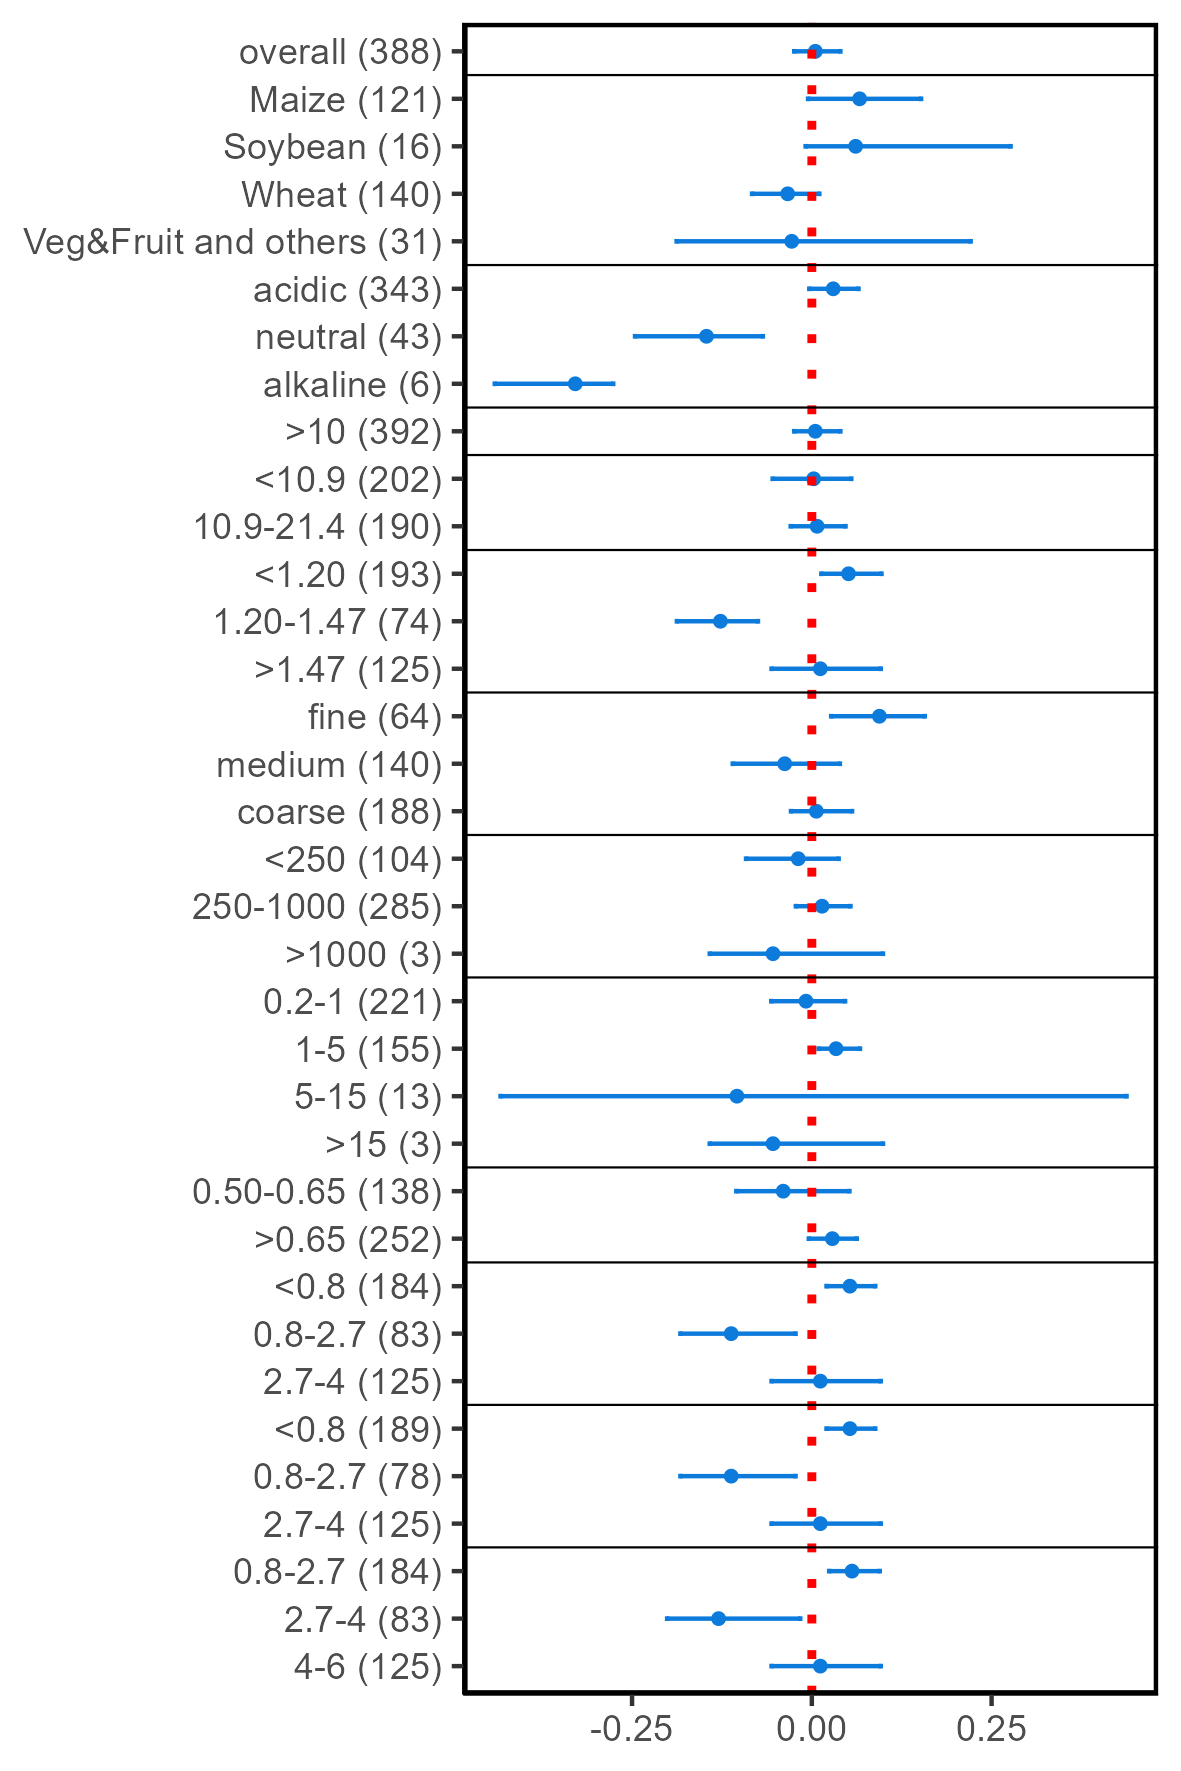 overall (388)
Maize (121)
Soybean (16)
Wheat (140)
Veg&Fruit and others (31)
acidic (343)
neutral (43)
alkaline (6)
>10 (392)
<10.9 (202)
10.9-21.4 (190)
<1.20 (193)
1.20-1.47 (74)
>1.47 (125)
fine (64)
medium (140)
coarse (188)
<250 (104)
250-1000 (285)
>1000 (3)
0.2-1 (221)
1-5 (155)
5-15 (13)
>15 (3)
0.50-0.65 (138)
>0.65 (252)
<0.8 (184)
0.8-2.7 (83)
2.7-4 (125)
<0.8 (189)
0.8-2.7 (78)
2.7-4 (125)
0.8-2.7 (184)
2.7-4 (83)
4-6 (125)
-0.25 0.00 0.25